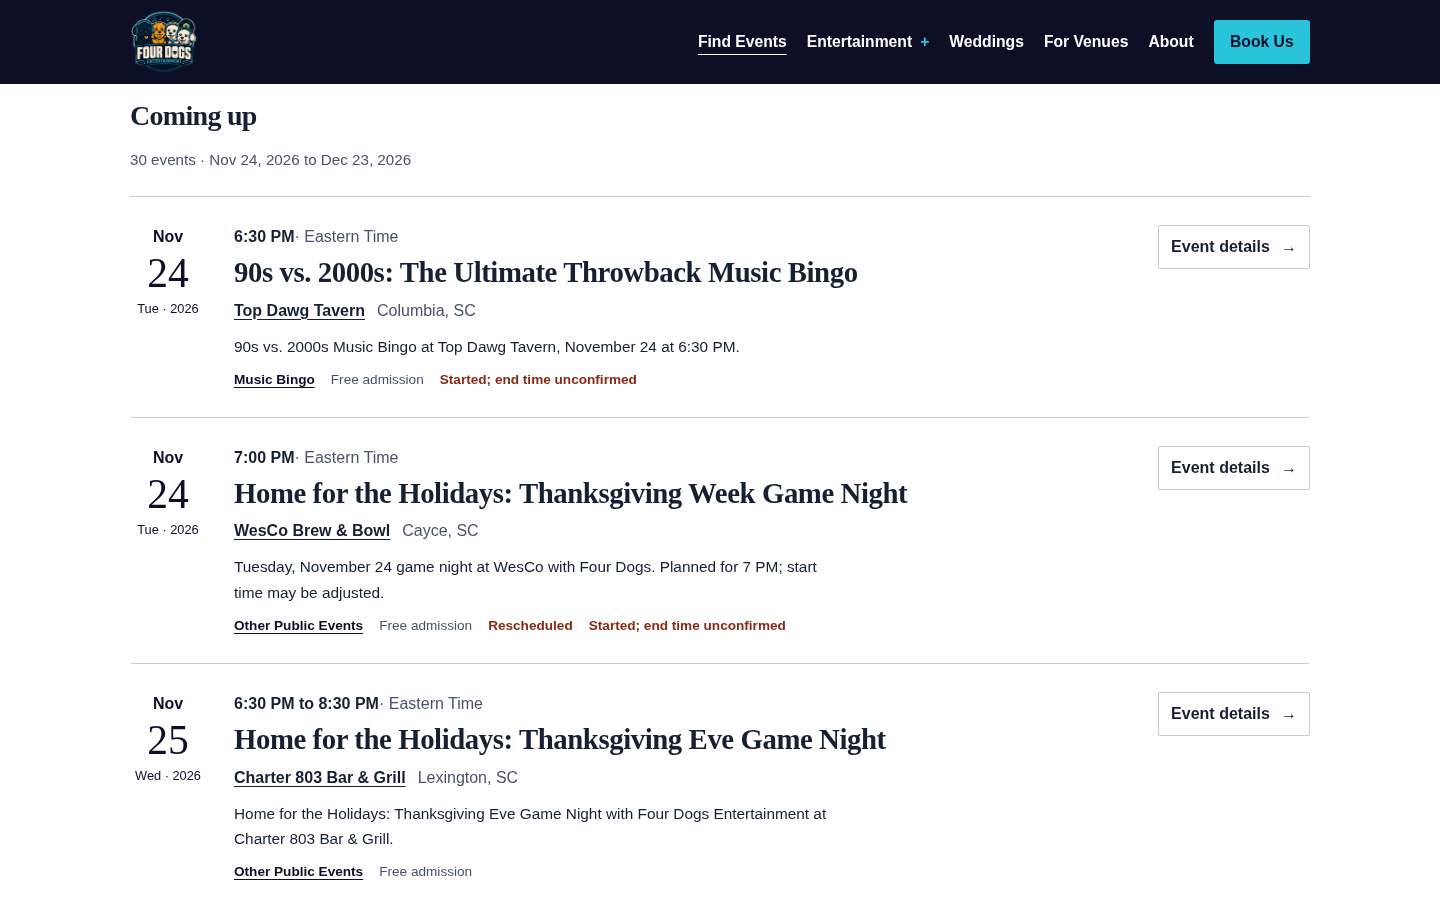 FOUR DOGS
ENTERTAINMENT
Find Events Entertainment + Weddings For Venues About Book Us
Coming up
30 events · Nov 24, 2026 to Dec 23, 2026
Nov
24
Tue · 2026
6:30 PM· Eastern Time
90s vs. 2000s: The Ultimate Throwback Music Bingo
Top Dawg Tavern Columbia, SC
90s vs. 2000s Music Bingo at Top Dawg Tavern, November 24 at 6:30 PM.
Music Bingo Free admission Started; end time unconfirmed
Event details →
Nov
24
Tue · 2026
7:00 PM· Eastern Time
Home for the Holidays: Thanksgiving Week Game Night
WesCo Brew & Bowl Cayce, SC
Tuesday, November 24 game night at WesCo with Four Dogs. Planned for 7 PM; start
time may be adjusted.
Other Public Events Free admission Rescheduled Started; end time unconfirmed
Event details →
Nov
25
Wed · 2026
6:30 PM to 8:30 PM· Eastern Time
Home for the Holidays: Thanksgiving Eve Game Night
Charter 803 Bar & Grill Lexington, SC
Home for the Holidays: Thanksgiving Eve Game Night with Four Dogs Entertainment at
Charter 803 Bar & Grill.
Other Public Events Free admission
Event details →